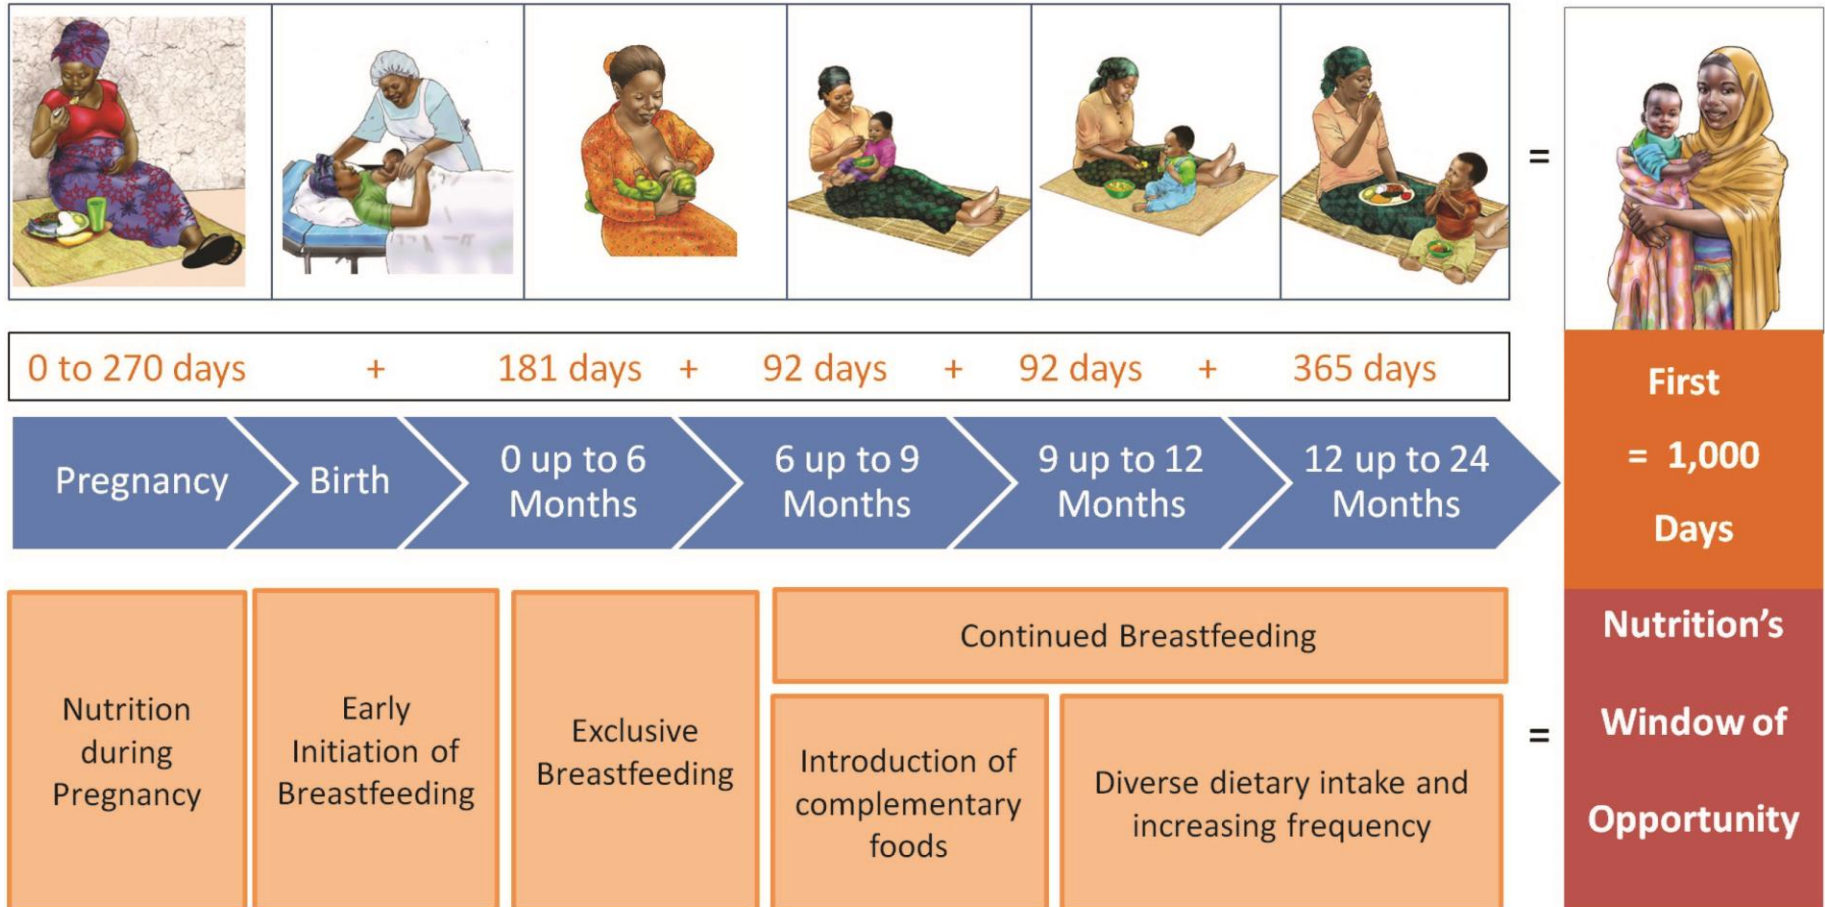 =
0 to 270 days + 181 days + 92 days + 92 days + 365 days
First
= 1,000
Days
Pregnancy
Birth
0 up to 6
Months
6 up to 9
Months
9 up to 12
Months
12 up to 24
Months
Nutrition
during
Pregnancy
Early
Initiation of
Breastfeeding
Exclusive
Breastfeeding
Continued Breastfeeding
Introduction of
complementary
foods
Diverse dietary intake and
increasing frequency
=
Nutrition's
Window of
Opportunity